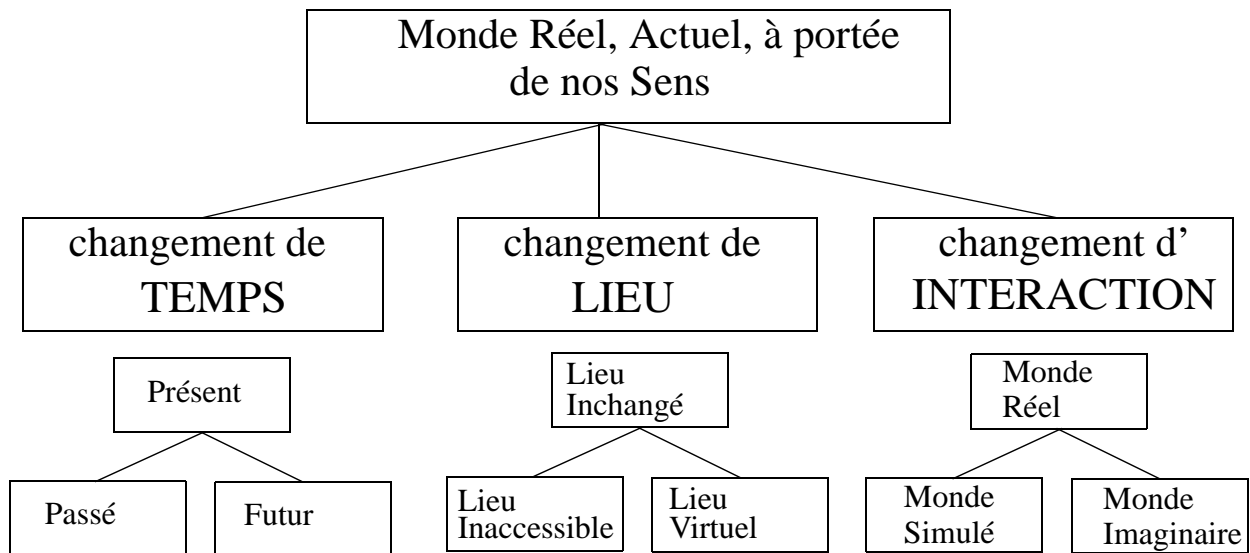 Monde Réel, Actuel, à portée
de nos Sens
changement de
TEMPS
changement de
LIEU
changement d’
INTERACTION
Présent
Lieu
Inchangé
Monde
Réel
Passé
Futur
Lieu
Inaccessible
Lieu
Virtuel
Monde
Simulé
Monde
Imaginaire